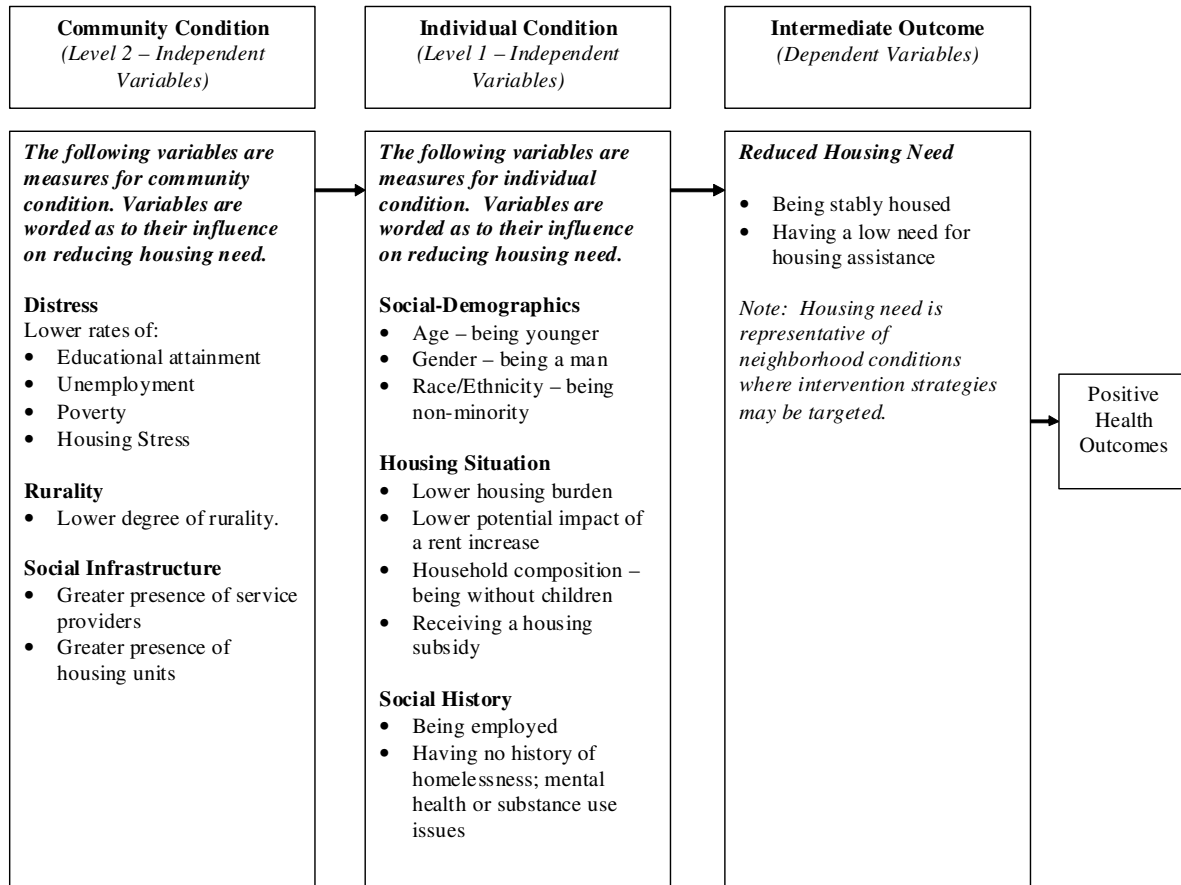 Community Condition
(Level 2 – Independent
Variables)
Individual Condition
(Level 1 – Independent
Variables)
Intermediate Outcome
(Dependent Variables)
The following variables are
measures for community
condition. Variables are
worded as to their influence
on reducing housing need.
Distress
Lower rates of:
• Educational attainment
• Unemployment
• Poverty
• Housing Stress
Rurality
• Lower degree of rurality.
Social Infrastructure
• Greater presence of service
providers
• Greater presence of
housing units
The following variables are
measures for individual
condition. Variables are
worded as to their influence
on reducing housing need.
Social-Demographics
• Age – being younger
• Gender – being a man
• Race/Ethnicity – being
non-minority
Housing Situation
• Lower housing burden
• Lower potential impact of
a rent increase
• Household composition –
being without children
• Receiving a housing
subsidy
Social History
• Being employed
• Having no history of
homelessness; mental
health or substance use
issues
Reduced Housing Need
• Being stably housed
• Having a low need for
housing assistance
Note: Housing need is
representative of
neighborhood conditions
where intervention strategies
may be targeted.
Positive
Health
Outcomes